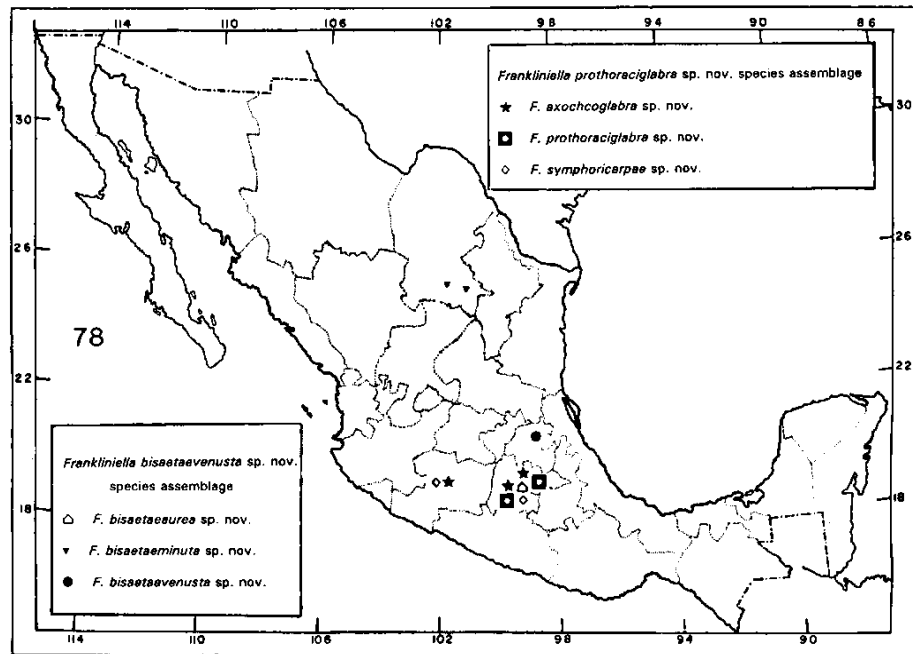 114 110 106 102 98 94 90 86
Frankliniella prothoraciglabra sp. nov. species assemblage
F. axochcoglabra sp. nov.
F. prothoraciglabra sp. nov.
F. symphoricarpae sp. nov.
30 30
26 26
78
22 22
Frankliniella bisaetaevenusta sp. nov.
species assemblage
F. bisaetaeaurea sp. nov.
F. bisaetaeminuta sp. nov.
F. bisaetaevenusta sp. nov.
18 18
114 110 106 102 98 94 90